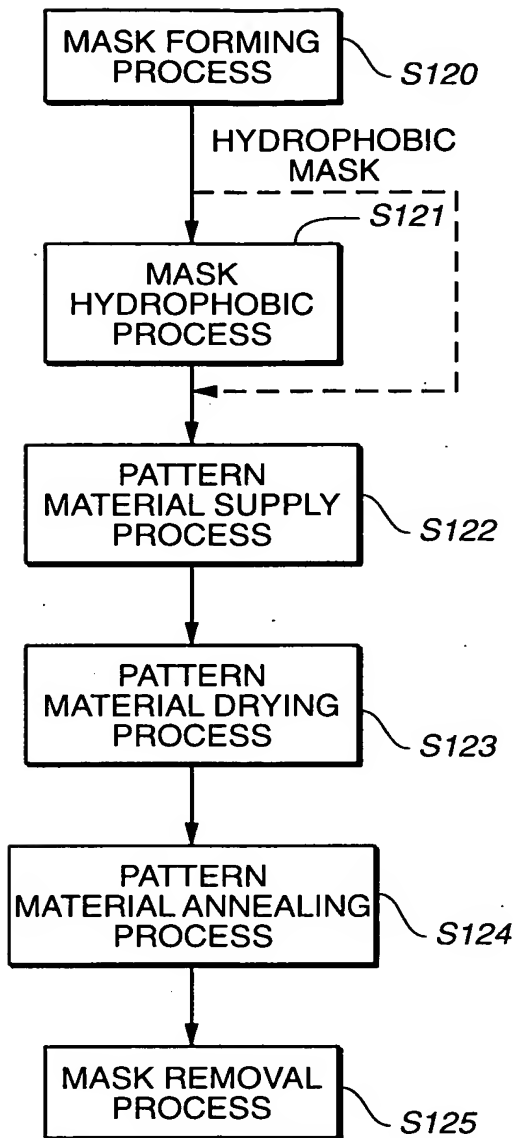 MASK FORMING
PROCESS
S120
HYDROPHOBIC
MASK
S121
MASK
HYDROPHOBIC
PROCESS
PATTERN
MATERIAL SUPPLY
PROCESS
S122
PATTERN
MATERIAL DRYING
PROCESS
S123
PATTERN
MATERIAL ANNEALING
PROCESS
S124
MASK REMOVAL
PROCESS
S125